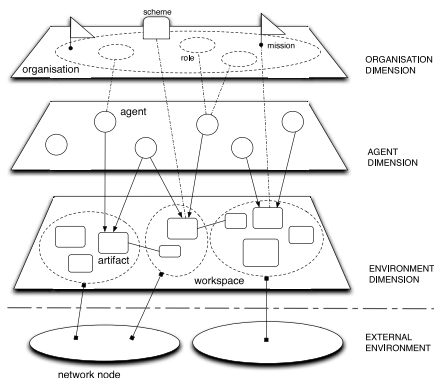 scheme
mission
role
organisation
ORGANISATION
DIMENSION
agent
AGENT
DIMENSION
artifact
workspace
ENVIRONMENT
DIMENSION
EXTERNAL
ENVIRONMENT
network node